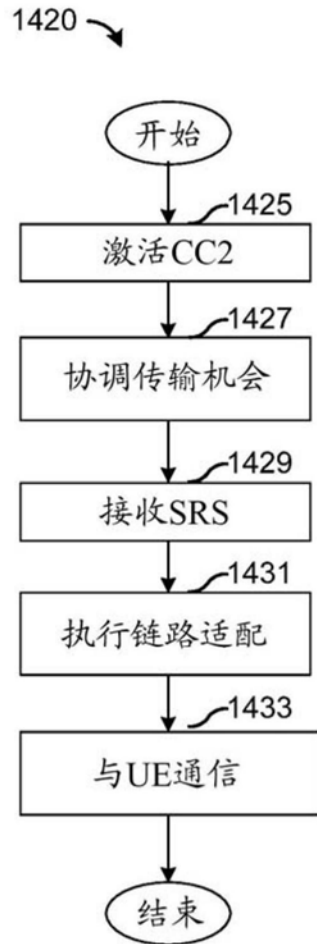 1420
开始
1425
激活CC2
1427
协调传输机会
1429
接收SRS
1431
执行链路适配
1433
与UE通信
结束